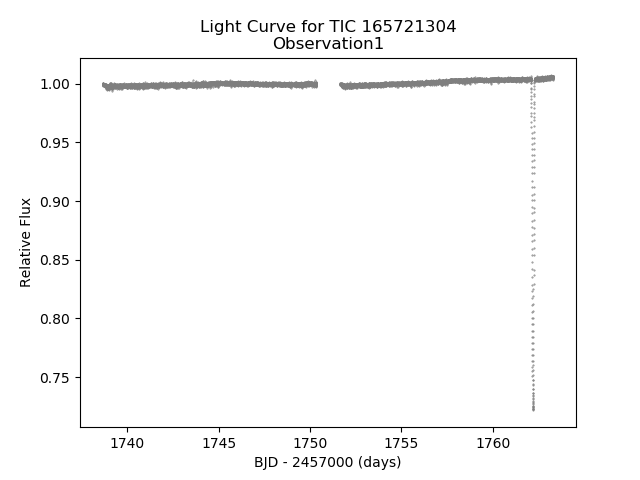 Light Curve for TIC 165721304
Observation1
1.00
0.95
0.90
0.85
0.80
0.75
Relative Flux
1740
1745
1750
1755
1760
BJD - 2457000 (days)